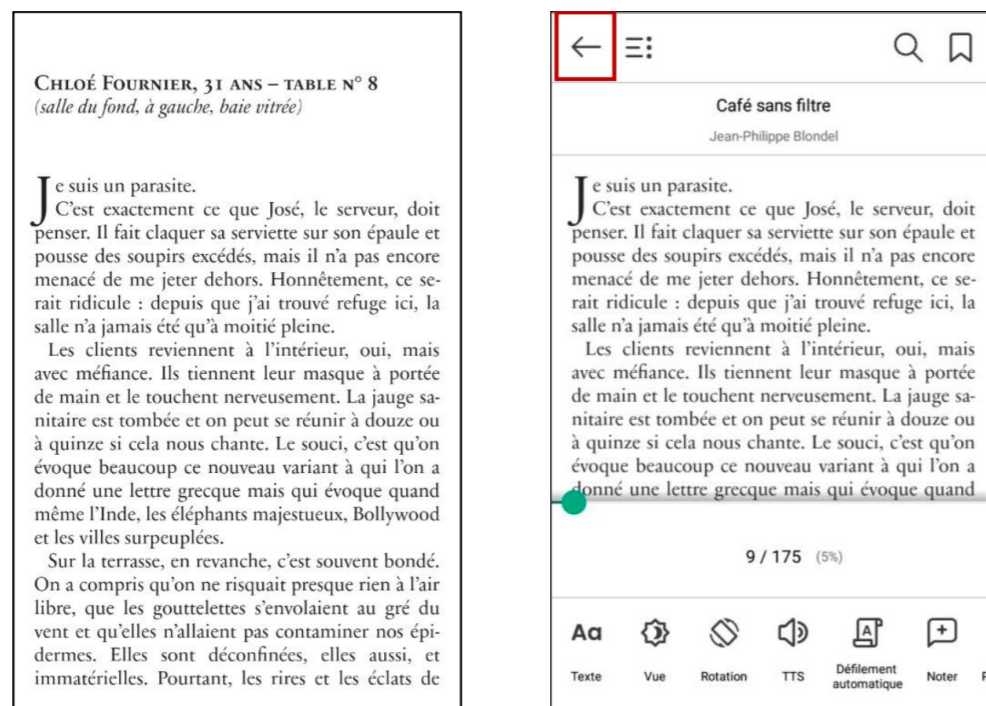 CHLOÉ FOURNIER, 31 ANS – TABLE N° 8
(salle du fond, à gauche, baie vitrée)
Je suis un parasite.
C'est exactement ce que José, le serveur, doit
penser. Il fait claquer sa serviette sur son épaule et
pousse des soupirs excédés, mais il n'a pas encore
menacé de me jeter dehors. Honnêtement, ce se-
rait ridicule : depuis que j'ai trouvé refuge ici, la
salle n'a jamais été qu'à moitié pleine.
Les clients reviennent à l'intérieur, oui, mais
avec méfiance. Ils tiennent leur masque à portée
de main et le touchent nerveusement. La jauge sa-
nitaire est tombée et on peut se réunir à douze ou
à quinze si cela nous chante. Le souci, c'est qu'on
évoque beaucoup ce nouveau variant à qui l'on a
donné une lettre grecque mais qui évoque quand
même l'Inde, les éléphants majestueux, Bollywood
et les villes surpeuplées.
Sur la terrasse, en revanche, c'est souvent bondé.
On a compris qu'on ne risquait presque rien à l'air
libre, que les gouttelettes s'envolaient au gré du
vent et qu'elles n'allaient pas contaminer nos épi-
dermes. Elles sont déconfinées, elles aussi, et
immatérielles. Pourtant, les rires et les éclats de
Café sans filtre
Jean-Philippe Blondel
Je suis un parasite.
C'est exactement ce que José, le serveur, doit
penser. Il fait claquer sa serviette sur son épaule et
pousse des soupirs excédés, mais il n'a pas encore
menacé de me jeter dehors. Honnêtement, ce se-
rait ridicule : depuis que j'ai trouvé refuge ici, la
salle n'a jamais été qu'à moitié pleine.
Les clients reviennent à l'intérieur, oui, mais
avec méfiance. Ils tiennent leur masque à portée
de main et le touchent nerveusement. La jauge sa-
nitaire est tombée et on peut se réunir à douze ou
à quinze si cela nous chante. Le souci, c'est qu'on
évoque beaucoup ce nouveau variant à qui l'on a
donné une lettre grecque mais qui évoque quand
9 / 175 (5%)
Aa A
Texte Vue Rotation TTS Défilement automatique Noter